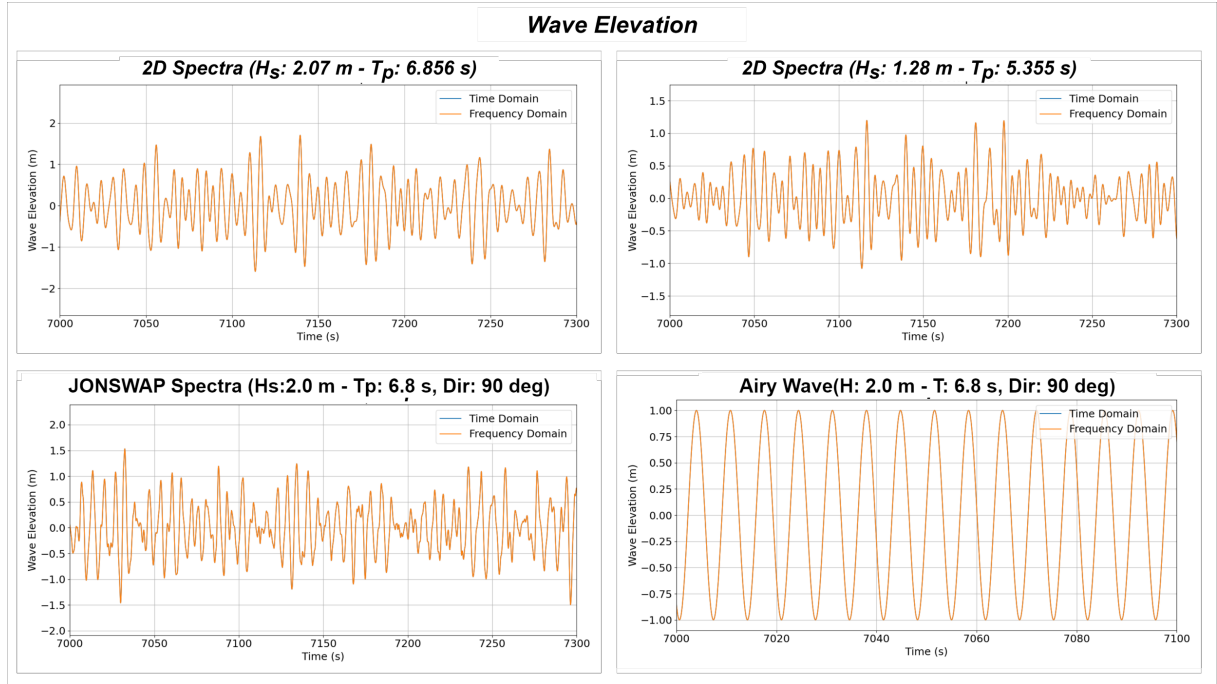 Wave Elevation
2D Spectra (Hs: 2.07 m - Tp: 6.856 s)
Time Domain
Frequency Domain
Wave Elevation (m)
2
1
0
−1
−2
7000 7050 7100 7150 7200 7250 7300
Time (s)
2D Spectra (Hs: 1.28 m - Tp: 5.355 s)
Time Domain
Frequency Domain
Wave Elevation (m)
1.5
1.0
0.5
0.0
−0.5
−1.0
−1.5
7000 7050 7100 7150 7200 7250 7300
Time (s)
JONSWAP Spectra (Hs:2.0 m - Tp: 6.8 s, Dir: 90 deg)
Time Domain
Frequency Domain
Wave Elevation (m)
2.0
1.5
1.0
0.5
0.0
−0.5
−1.0
−1.5
−2.0
7000 7050 7100 7150 7200 7250 7300
Time (s)
Airy Wave(H: 2.0 m - T: 6.8 s, Dir: 90 deg)
Time Domain
Frequency Domain
Wave Elevation (m)
1.00
0.75
0.50
0.25
0.00
−0.25
−0.50
−0.75
−1.00
7000 7020 7040 7060 7080 7100
Time (s)